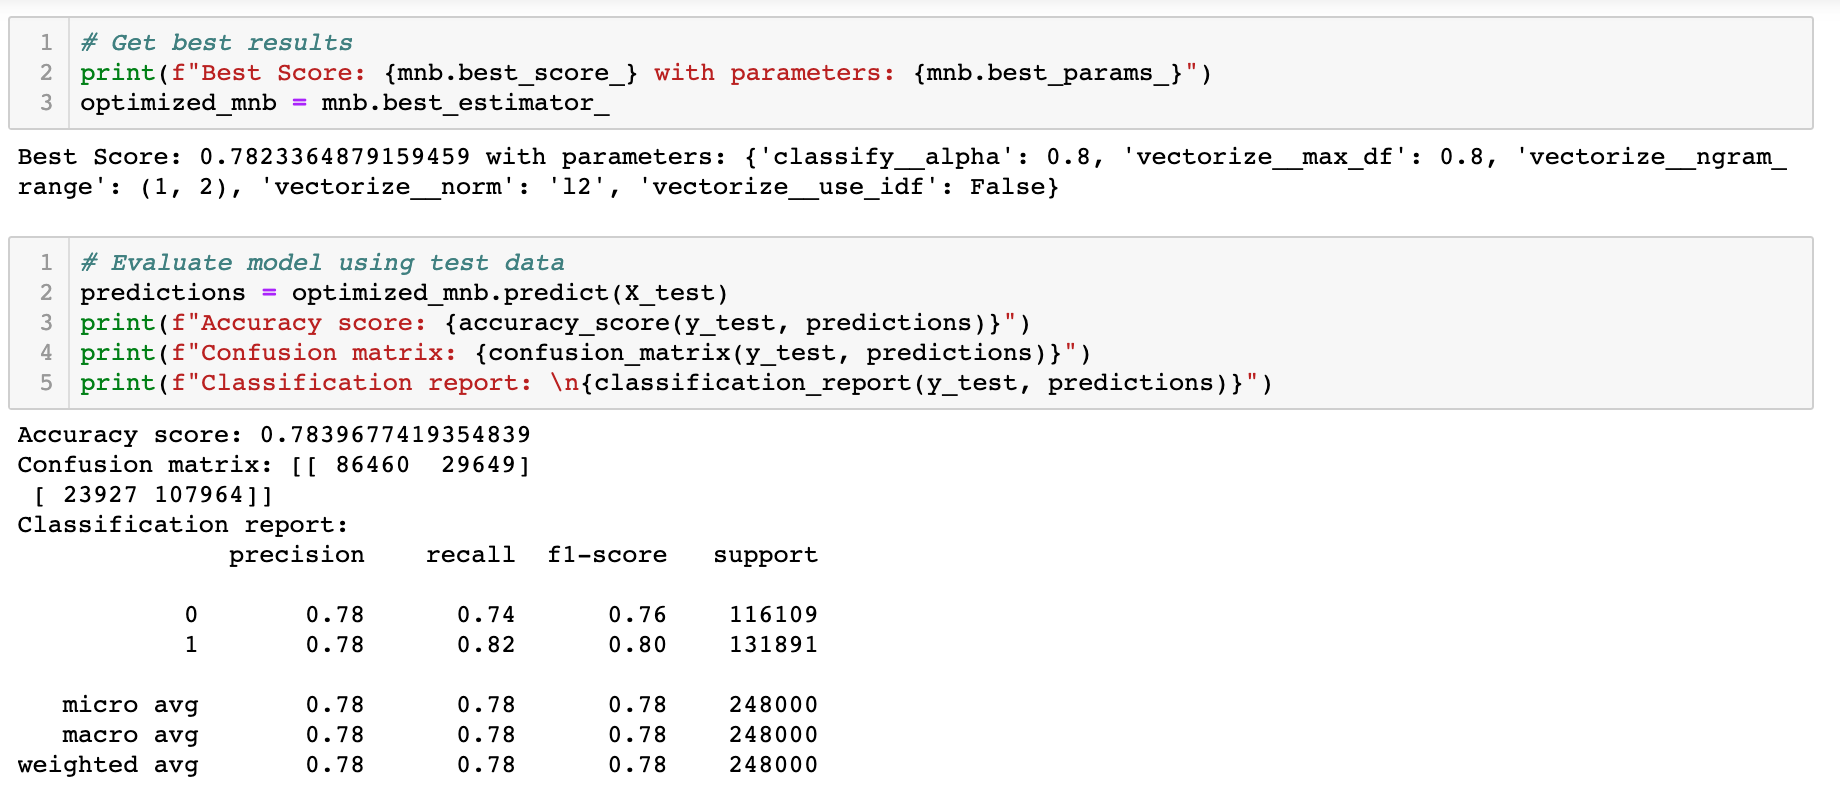 1 # Get best results
2 print(f"Best Score: {mnb.best_score_} with parameters: {mnb.best_params_}")
3 optimized_mnb = mnb.best_estimator_
Best Score: 0.7823364879159459 with parameters: {'classify__alpha': 0.8, 'vectorize__max_df': 0.8, 'vectorize__ngram_
range': (1, 2), 'vectorize__norm': 'l2', 'vectorize__use_idf': False}
1 # Evaluate model using test data
2 predictions = optimized_mnb.predict(X_test)
3 print(f"Accuracy score: {accuracy_score(y_test, predictions)}")
4 print(f"Confusion matrix: {confusion_matrix(y_test, predictions)}")
5 print(f"Classification report: \n{classification_report(y_test, predictions)}")
Accuracy score: 0.7839677419354839
Confusion matrix: [[ 86460  29649]
 [ 23927 107964]]
Classification report:
              precision    recall  f1-score   support
           0       0.78      0.74      0.76    116109
           1       0.78      0.82      0.80    131891
   micro avg       0.78      0.78      0.78    248000
   macro avg       0.78      0.78      0.78    248000
weighted avg       0.78      0.78      0.78    248000